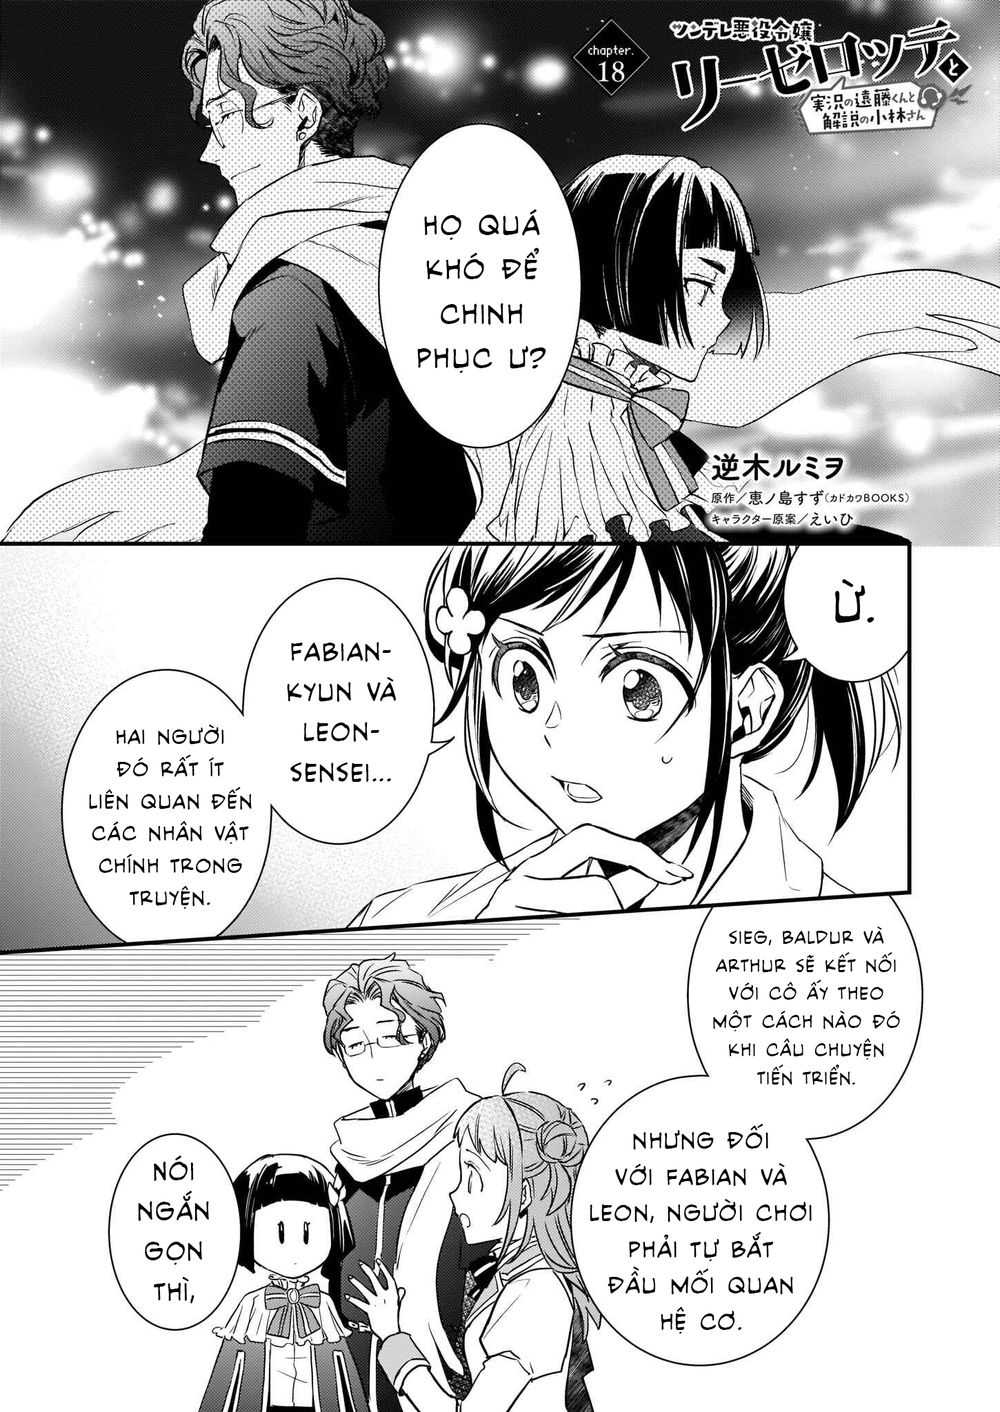 ツンデレ悪役令嬢
リーゼロッテと
実況の遠藤くんと
解説の小林さん
chapter.
18
HỌ QUÁ
KHÓ ĐỂ
CHINH
PHỤC Ư?
逆木ルミヲ
原作／恵ノ島すず（カドカワBOOKS）
キャラクター原案／えいひ
Ừ.
FABIAN-
KYUN VÀ
LEON-
SENSEI...
HAI NGƯỜI
ĐÓ RẤT ÍT
LIÊN QUAN ĐẾN
CÁC NHÂN VẬT
CHÍNH TRONG
TRUYỆN.
SIEG, BALDUR VÀ
ARTHUR SẼ KẾT NỐI
VỚI CÔ ẤY THEO
MỘT CÁCH NÀO ĐÓ
KHI CÂU CHUYỆN
TIẾN TRIỂN.
NHƯNG ĐỐI
VỚI FABIAN VÀ
LEON, NGƯỜI CHƠI
PHẢI TỰ BẮT
ĐẦU MỐI QUAN
HỆ CƠ.
NÓI
NGẮN
GỌN
THÌ,